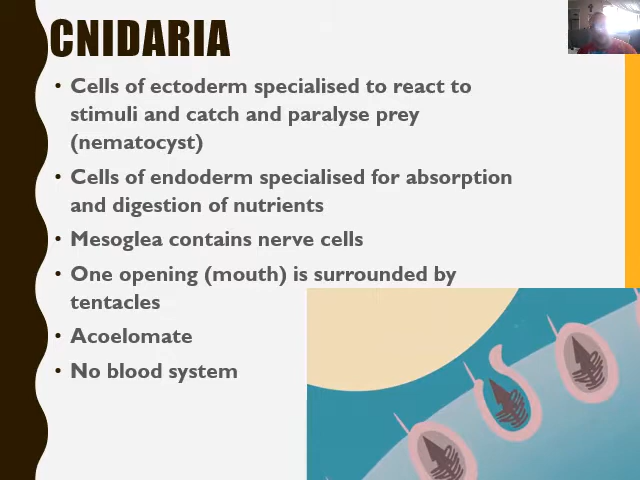 CNIDARIA
• Cells of ectoderm specialised to react to
stimuli and catch and paralyse prey
(nematocyst)
• Cells of endoderm specialised for absorption
and digestion of nutrients
• Mesoglea contains nerve cells
• One opening (mouth) is surrounded by
tentacles
• Acoelomate
• No blood system